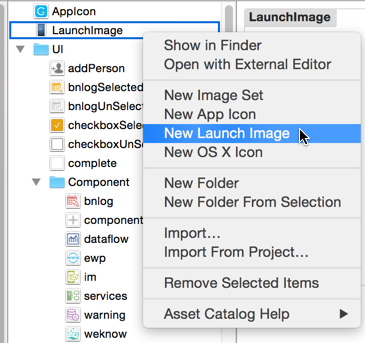 AppIcon
LaunchImage
UI
addPerson
bnlogSelected
bnlogUnSelec
checkboxSele
checkboxUnS
complete
Component
bnlog
component
dataflow
ewp
im
services
warning
weknow
LaunchImage
Show in Finder
Open with External Editor
New Image Set
New App Icon
New Launch Image
New OS X Icon
New Folder
New Folder From Selection
Import...
Import From Project...
Remove Selected Items
Asset Catalog Help